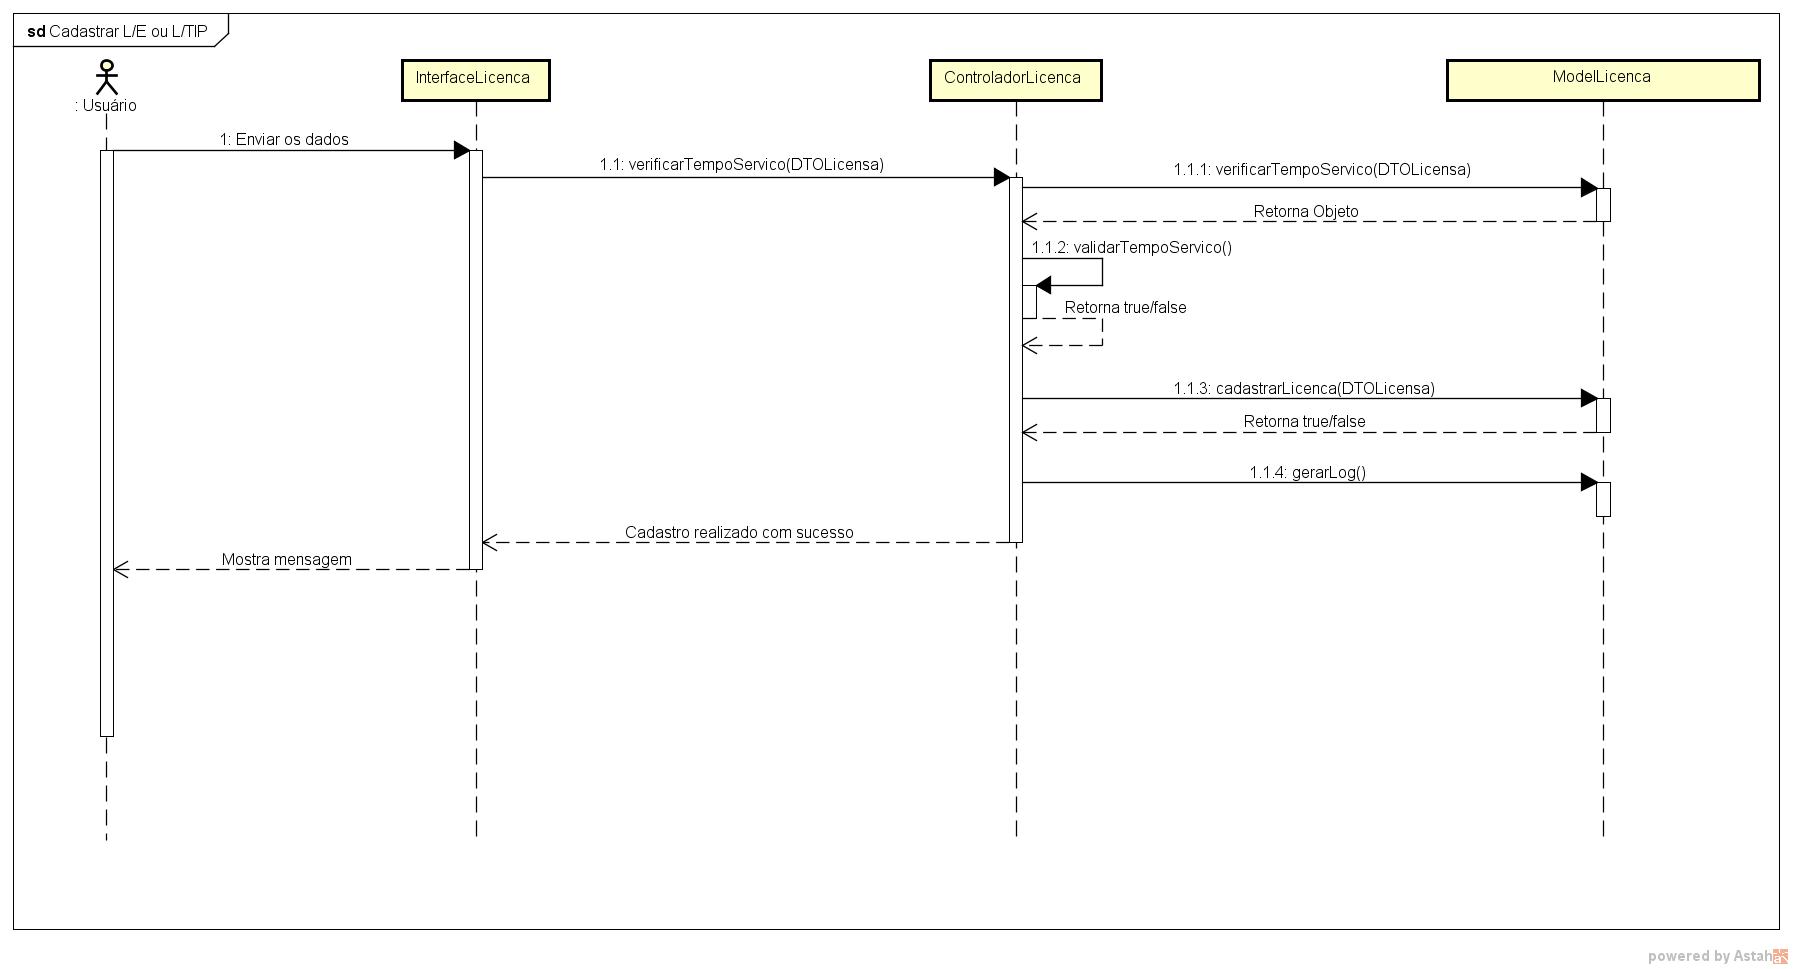 sd Cadastrar L/E ou L/TIP
: Usuário
InterfaceLicenca
ControladorLicenca
ModelLicenca
1: Enviar os dados
1.1: verificarTempoServico(DTOLicensa)
1.1.1: verificarTempoServico(DTOLicensa)
Retorna Objeto
1.1.2: validarTempoServico()
Retorna true/false
1.1.3: cadastrarLicenca(DTOLicensa)
Retorna true/false
1.1.4: gerarLog()
Cadastro realizado com sucesso
Mostra mensagem
powered by Astah